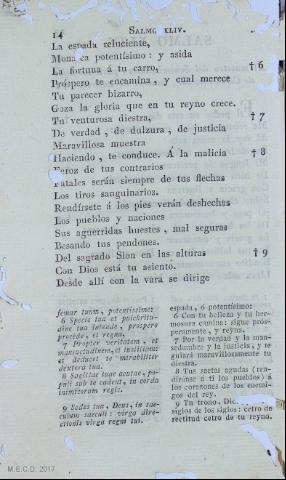 14 SALMO XLIV.
La espada reluciente,
Monarca potentísimo: y asida
La fortuna á tu carro, † 6
Próspero te encamina, y cual merece
Tu parecer bizarro,
Goza la gloria que en tu reyno crece.
Tu venturosa diestra, † 7
De verdad, de dulzura, de justicia
Maravillosa muestra
Haciendo, te conduce. Á la malicia † 8
Feroz de tus contrarios
Fatales serán siempre de tus flechas
Los tiros sanguinarios.
Rendirsete á los pies verán deshechas
Los pueblos y naciones
Sus aguerridas huestes, mal seguras
Besando tus pendones.
Del sagrado Sion en las alturas † 9
Con Dios está tu asiento.
Desde allí con la vara se dirige
femur tuum, potentissime:
6 Specie tua et pulchritudine
tua intende, prospere
procede, et regna.
7 Propter veritatem, et
mansuetudinem, et justitiam:
et deducet te mirabiliter
dextera tua.
8 Sagittae tuae acutae, populi
sub te cadent, in corda
inimicorum regis.
9 Sedes tua, Deus, in saeculum
saeculi: virga directionis
virga regni tui.
espada, ó potentísimo:
6 Con tu belleza y tu hermosura
camina: sigue prósperamente,
y reyna.
7 Por la verdad y la mansedumbre
y la justicia, y te
guiará maravillosamente tu
diestra.
8 Tus saetas agudas (rendiránse
á tí los pueblos) á
los corazones de los enemigos
del rey.
9 Tu trono, Dios
siglos de los siglos: cetro de
rectitud cetro de tu reyno.
M.E.C.D. 2017